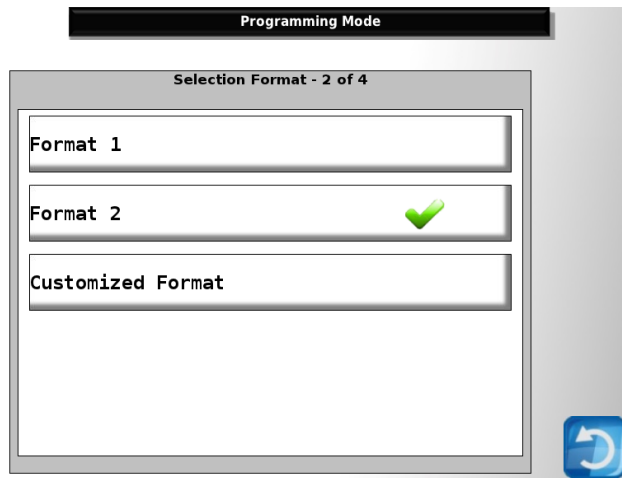 Programming Mode
Selection Format - 2 of 4
Format 1
Format 2
Customized Format